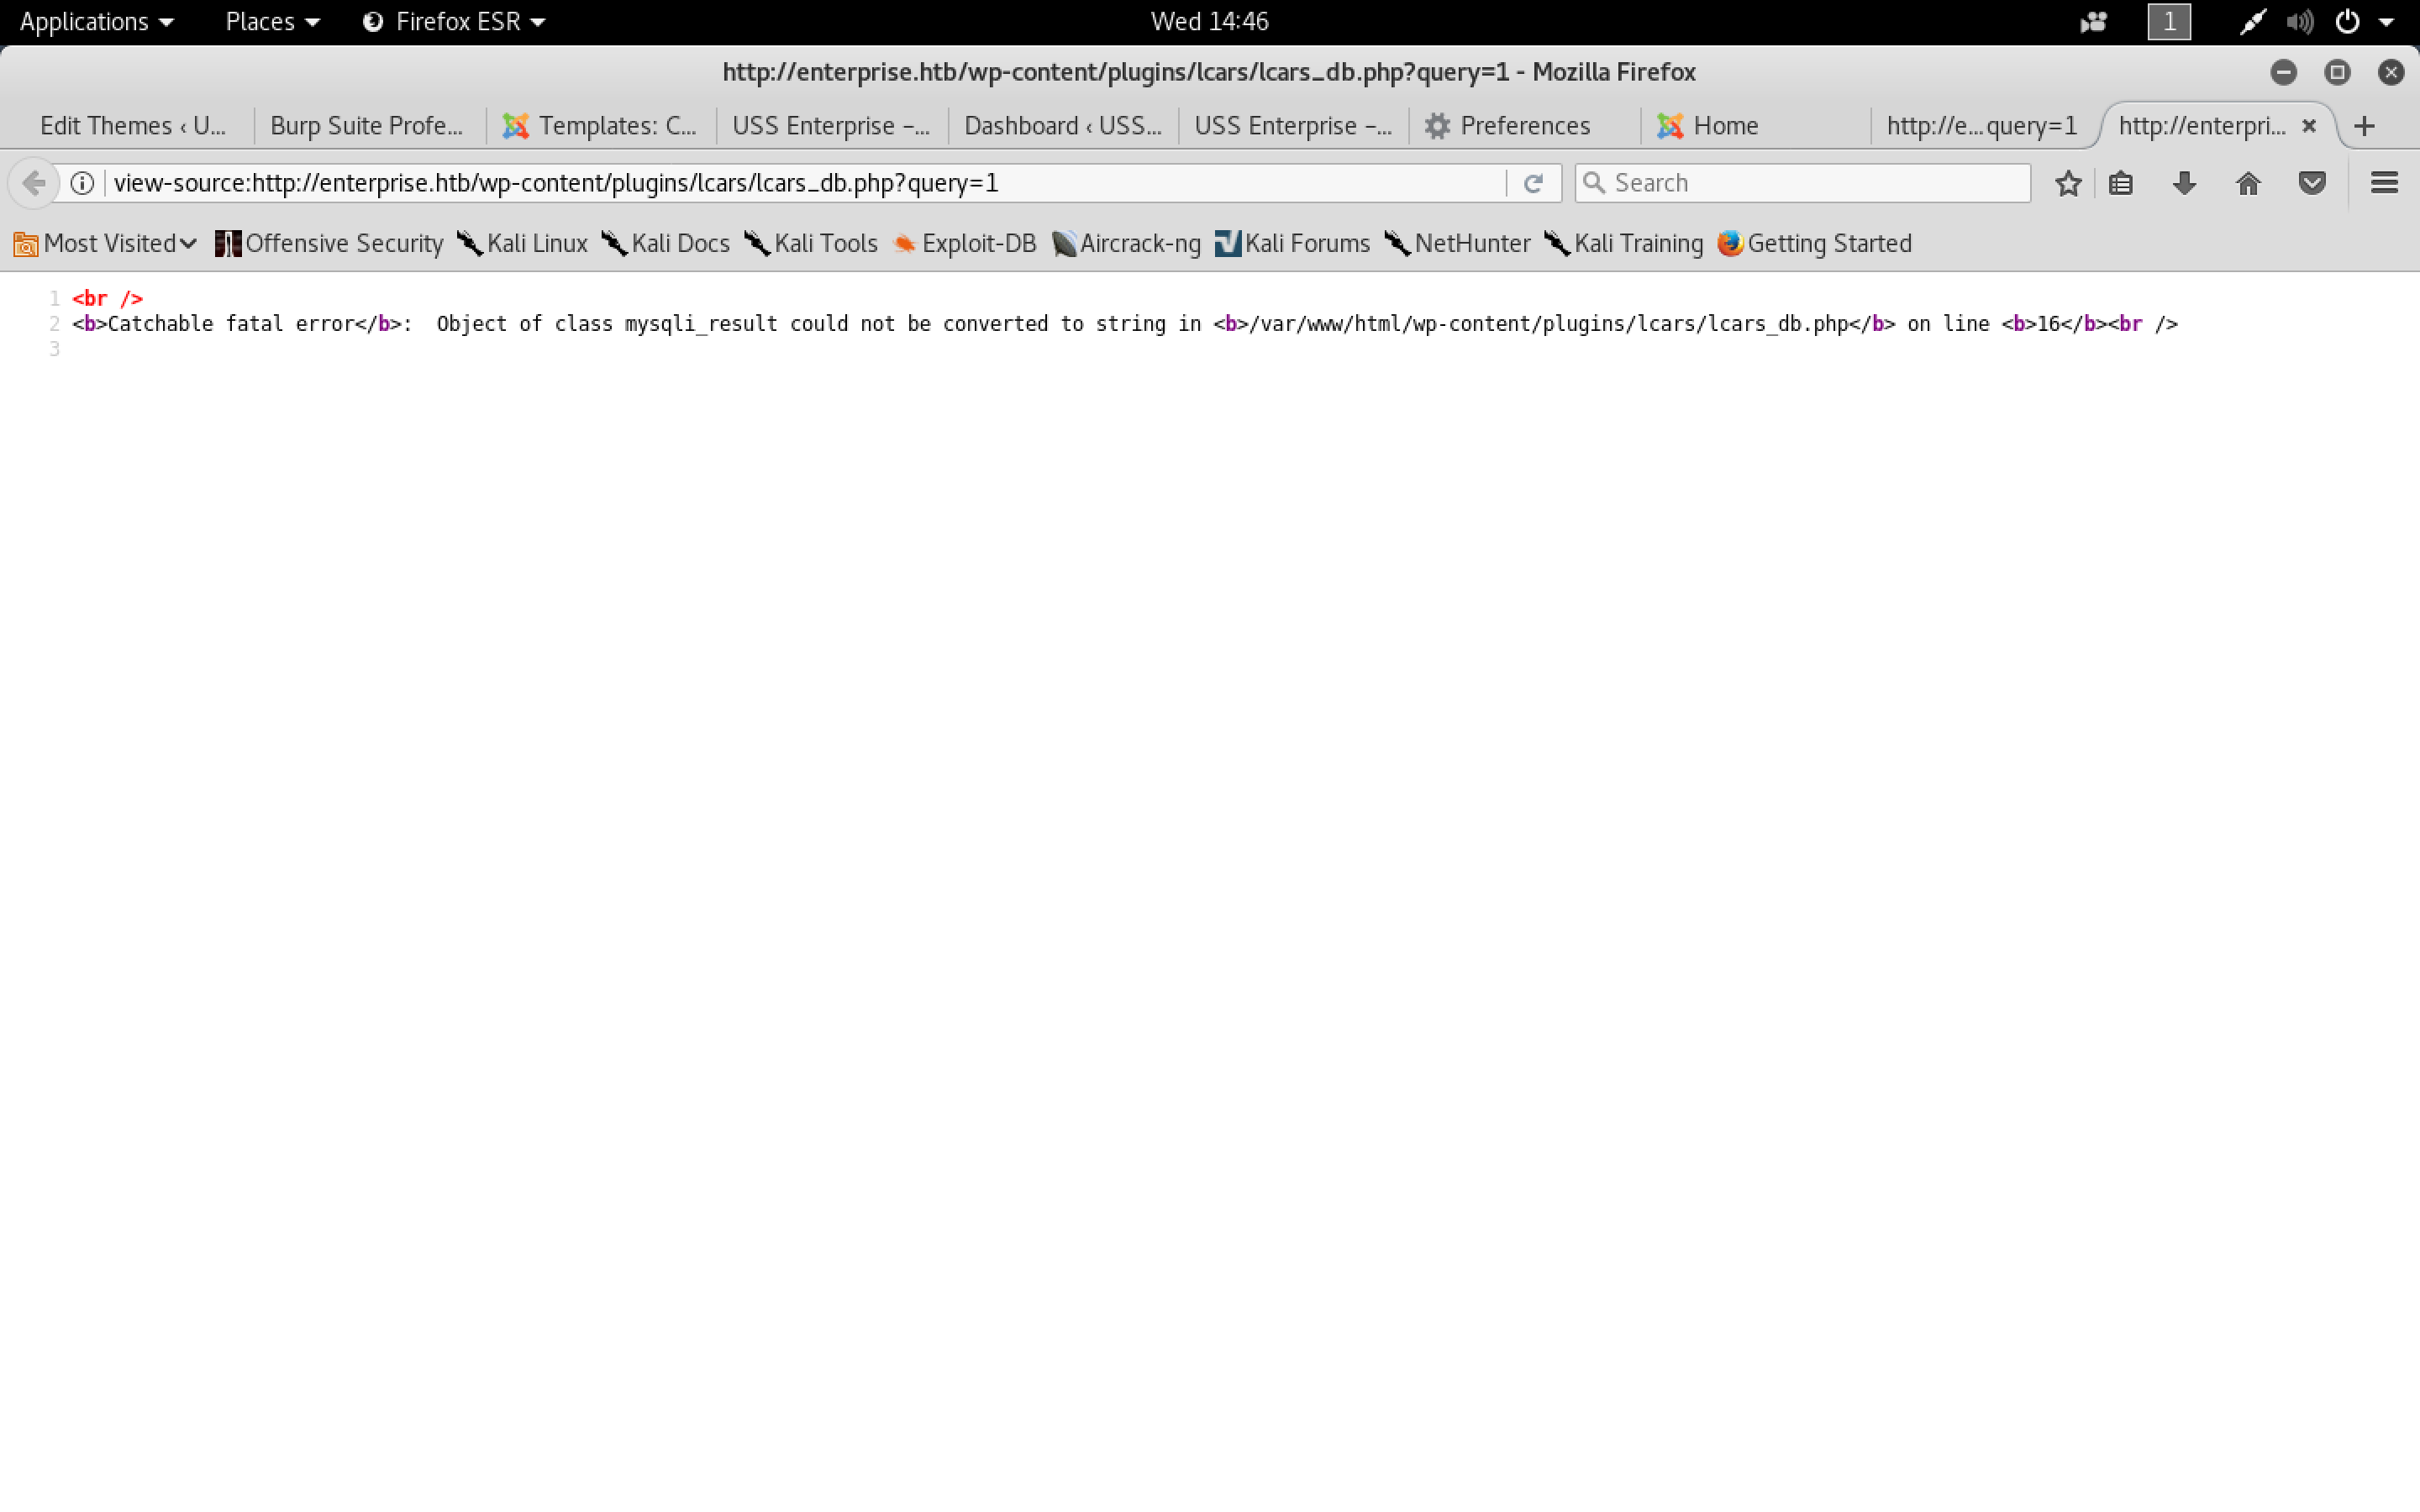 Applications Places Firefox ESR Wed 14:46 1
http://enterprise.htb/wp-content/plugins/lcars/lcars_db.php?query=1 - Mozilla Firefox
Edit Themes ‹ U... Burp Suite Profe... Templates: C... USS Enterprise –... Dashboard ‹ USS... USS Enterprise –... Preferences Home http://e...query=1 http://enterpri...
view-source:http://enterprise.htb/wp-content/plugins/lcars/lcars_db.php?query=1 Search
Most Visited Offensive Security Kali Linux Kali Docs Kali Tools Exploit-DB Aircrack-ng Kali Forums NetHunter Kali Training Getting Started
1 <br />
2 <b>Catchable fatal error</b>:  Object of class mysqli_result could not be converted to string in <b>/var/www/html/wp-content/plugins/lcars/lcars_db.php</b> on line <b>16</b><br />
3